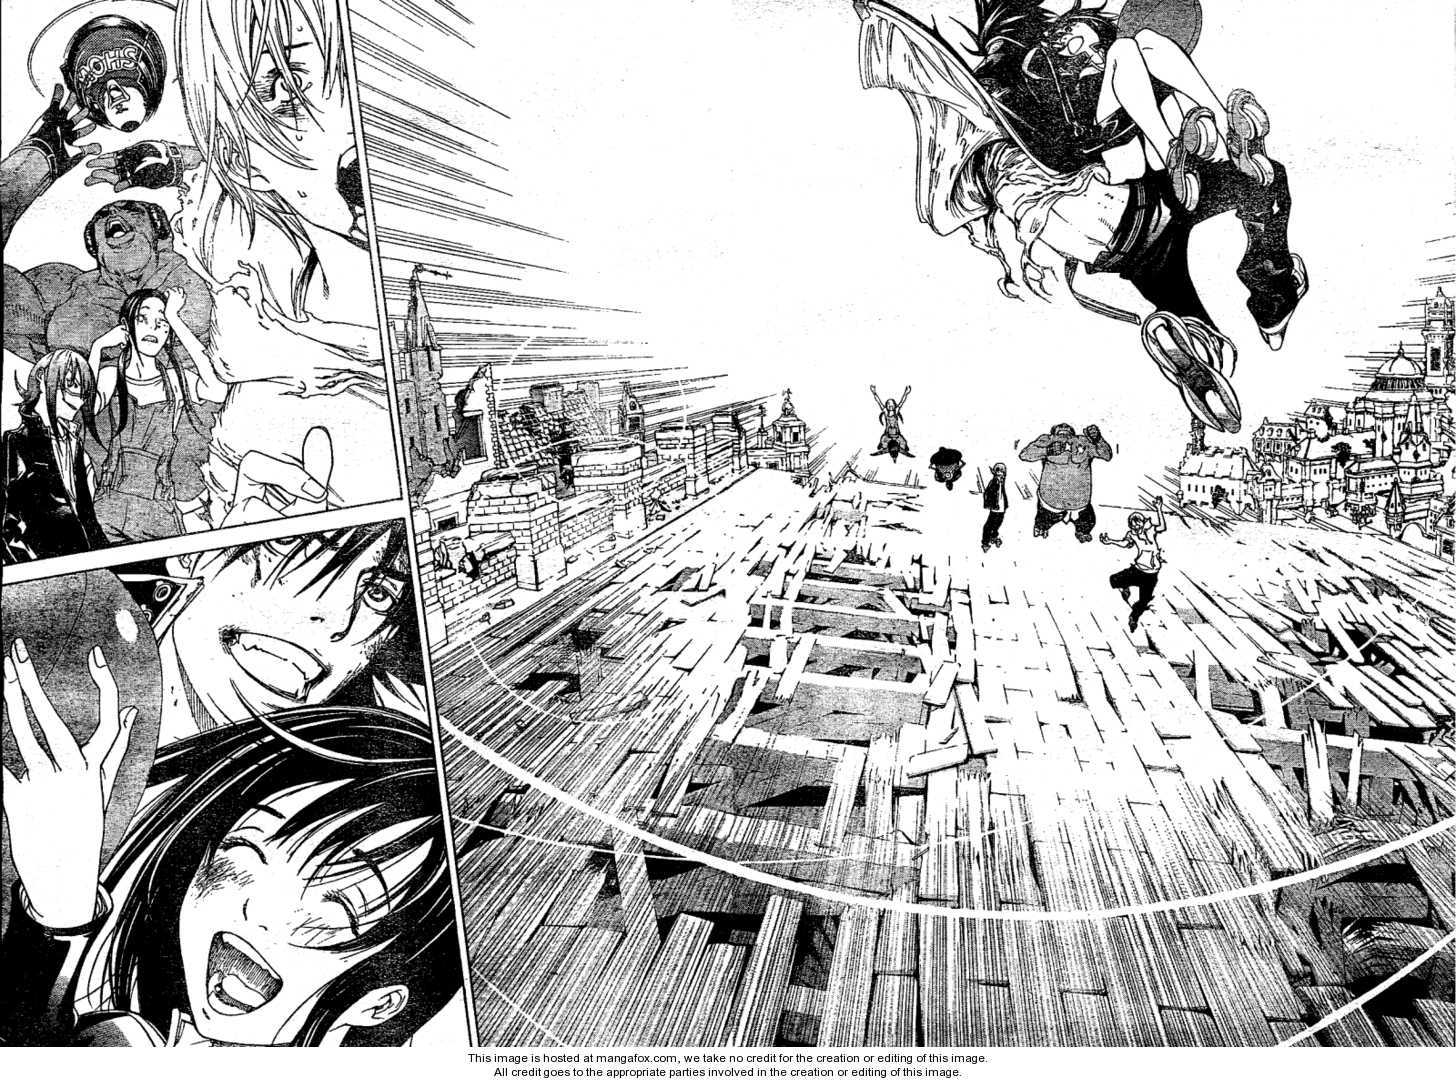 SHOW
This image is hosted at mangafox.com, we take no credit for the creation or editing of this image.
All credit goes to the appropriate parties involved in the creation or editing of this image.